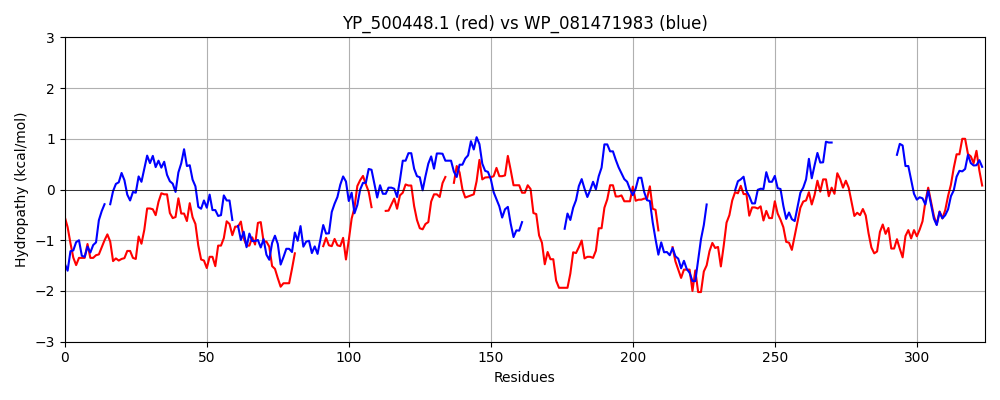 YP_500448.1 (red) vs WP_081471983 (blue)
3
2
1
0
−1
−2
−3
Hydropathy (kcal/mol)
0 50 100 150 200 250 300
Residues